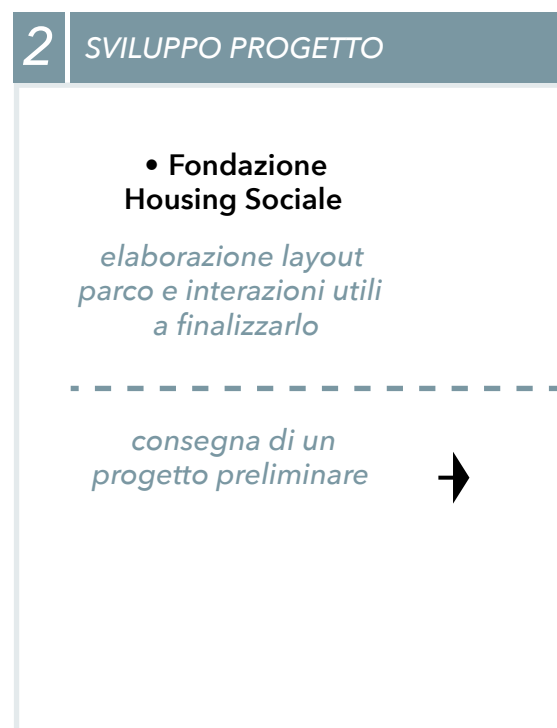 2 SVILUPPO PROGETTO
• Fondazione
Housing Sociale
elaborazione layout
parco e interazioni utili
a finalizzarlo
consegna di un
progetto preliminare